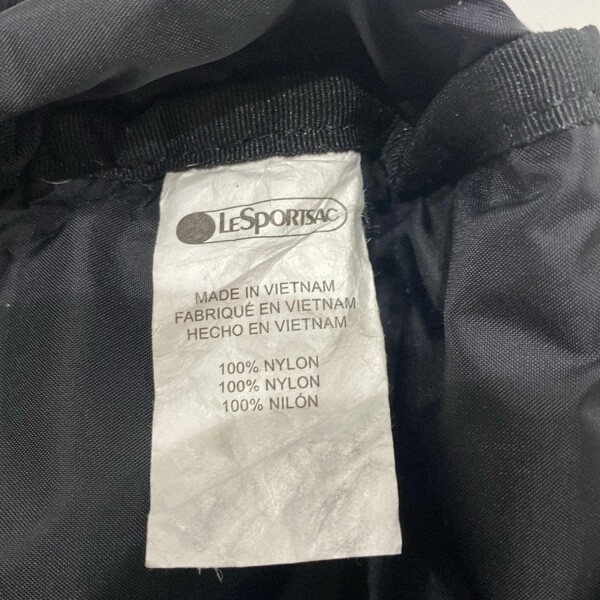 LESPORTSAC
MADE IN VIETNAM
FABRIQUÉ EN VIETNAM
HECHO EN VIETNAM
100% NYLON
100% NYLON
100% NILÓN